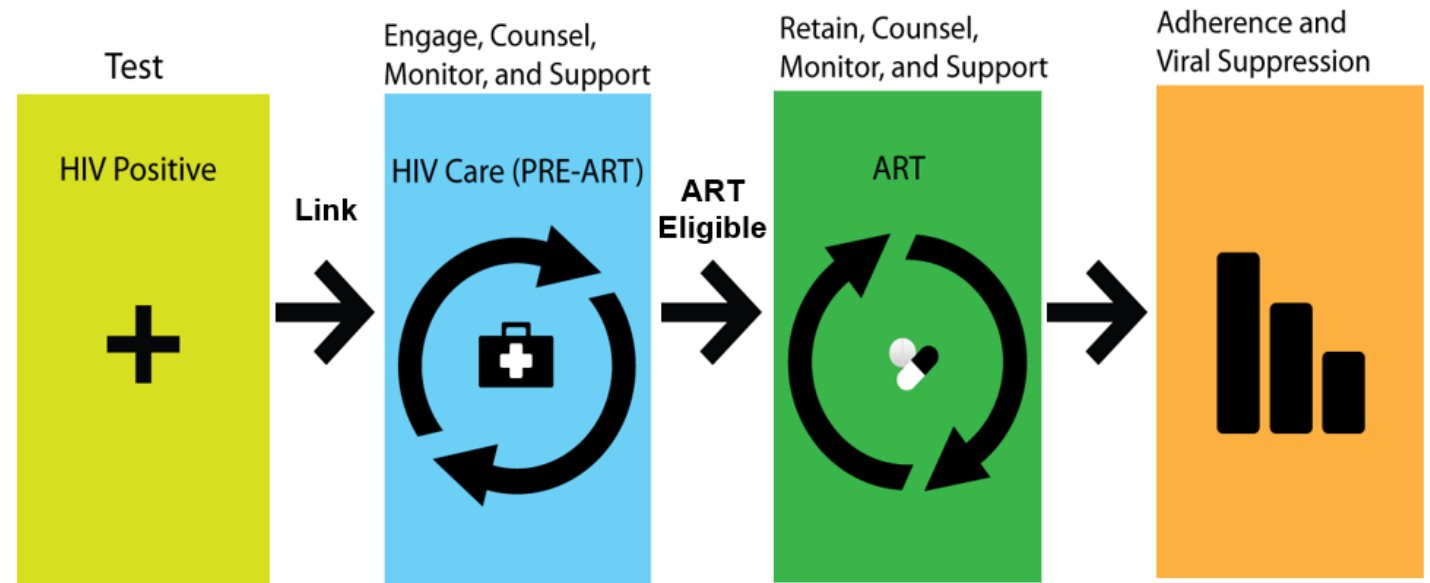 Test
HIV Positive
Link
Engage, Counsel,
Monitor, and Support
HIV Care (PRE-ART)
ART
Eligible
Retain, Counsel,
Monitor, and Support
ART
Adherence and
Viral Suppression